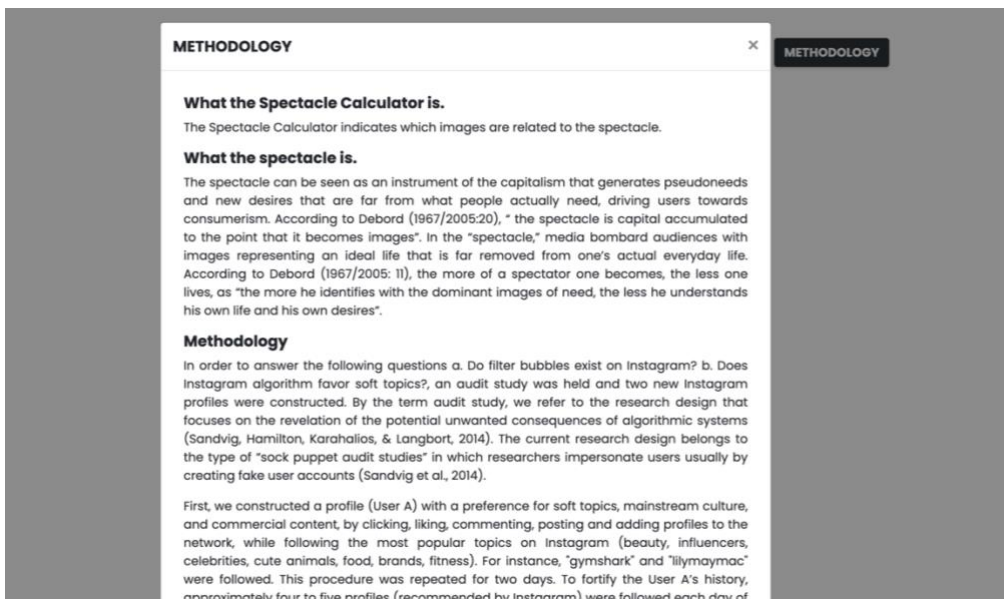 METHODOLOGY
×
METHODOLOGY
What the Spectacle Calculator is.
The Spectacle Calculator indicates which images are related to the spectacle.
What the spectacle is.
The spectacle can be seen as an instrument of the capitalism that generates pseudoneeds
and new desires that are far from what people actually need, driving users towards
consumerism. According to Debord (1967/2005:20), “ the spectacle is capital accumulated
to the point that it becomes images”. In the “spectacle,” media bombard audiences with
images representing an ideal life that is far removed from one’s actual everyday life.
According to Debord (1967/2005: 11), the more of a spectator one becomes, the less one
lives, as “the more he identifies with the dominant images of need, the less he understands
his own life and his own desires”.
Methodology
In order to answer the following questions a. Do filter bubbles exist on Instagram? b. Does
Instagram algorithm favor soft topics?, an audit study was held and two new Instagram
profiles were constructed. By the term audit study, we refer to the research design that
focuses on the revelation of the potential unwanted consequences of algorithmic systems
(Sandvig, Hamilton, Karahalios, & Langbort, 2014). The current research design belongs to
the type of “sock puppet audit studies” in which researchers impersonate users usually by
creating fake user accounts (Sandvig et al., 2014).
First, we constructed a profile (User A) with a preference for soft topics, mainstream culture,
and commercial content, by clicking, liking, commenting, posting and adding profiles to the
network, while following the most popular topics on Instagram (beauty, influencers,
celebrities, cute animals, food, brands, fitness). For instance, "gymshark" and "lilymaymac"
were followed. This procedure was repeated for two days. To fortify the User A’s history,
approximately four to five profiles (recommended by Instagram) were followed each day of